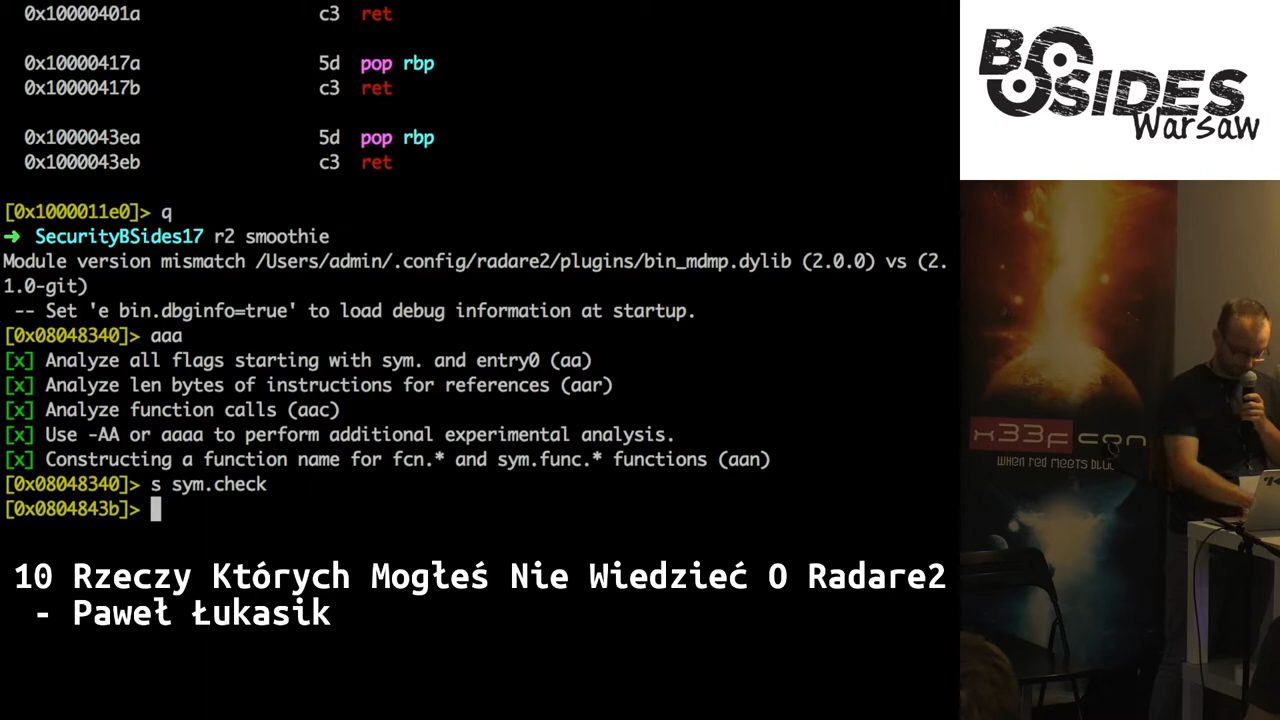 0x10000401a c3 ret
0x10000417a 5d pop rbp
0x10000417b c3 ret
0x1000043ea 5d pop rbp
0x1000043eb c3 ret
[0x1000011e0]> q
➜ SecurityBSides17 r2 smoothie
Module version mismatch /Users/admin/.config/radare2/plugins/bin_mdmp.dylib (2.0.0) vs (2.
1.0-git)
-- Set 'e bin.dbginfo=true' to load debug information at startup.
[0x08048340]> aaa
[x] Analyze all flags starting with sym. and entry0 (aa)
[x] Analyze len bytes of instructions for references (aar)
[x] Analyze function calls (aac)
[x] Use -AA or aaaa to perform additional experimental analysis.
[x] Constructing a function name for fcn.* and sym.func.* functions (aan)
[0x08048340]> s sym.check
[0x0804843b]>
10 Rzeczy Których Mogłeś Nie Wiedzieć O Radare2
- Paweł Łukasik
BSIDES
Warsaw
x33fcon
when red meets blue